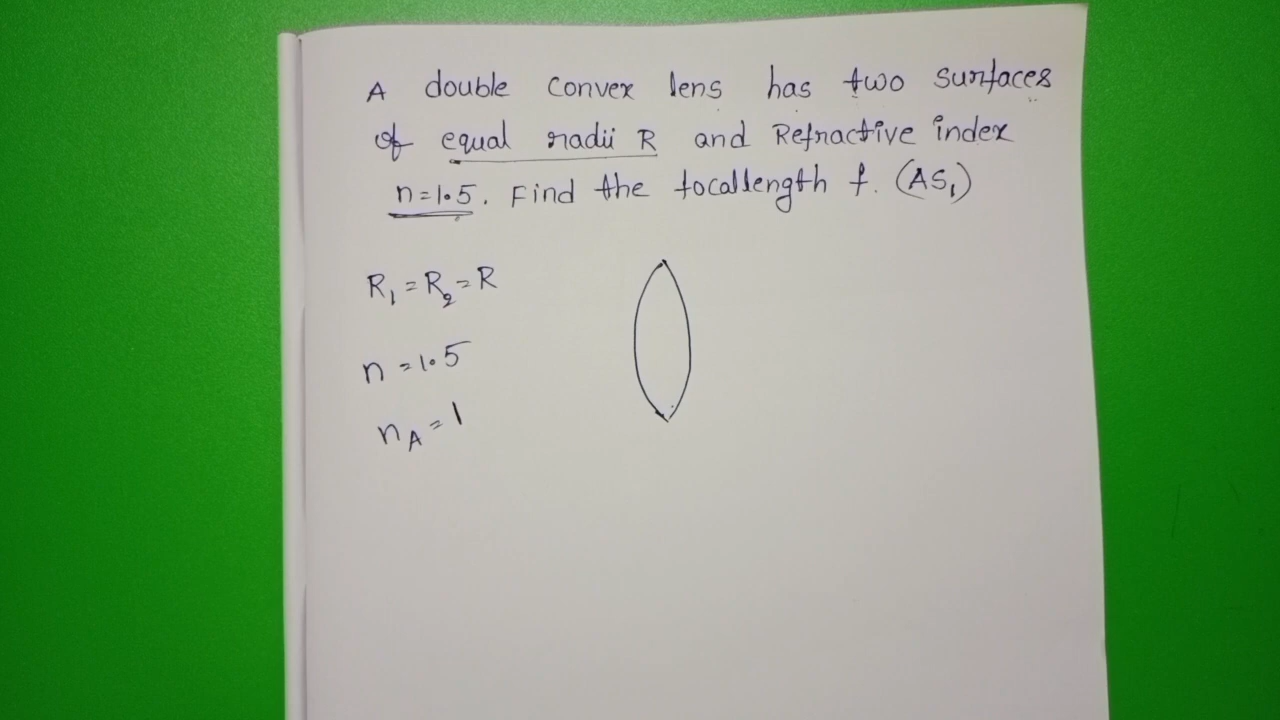 A double convex lens has two surfaces
of equal radii R and Refractive index
n=1.5. Find the focallength f. (AS₁)
R₁ = R₂ = R
n = 1.5
n_A = 1